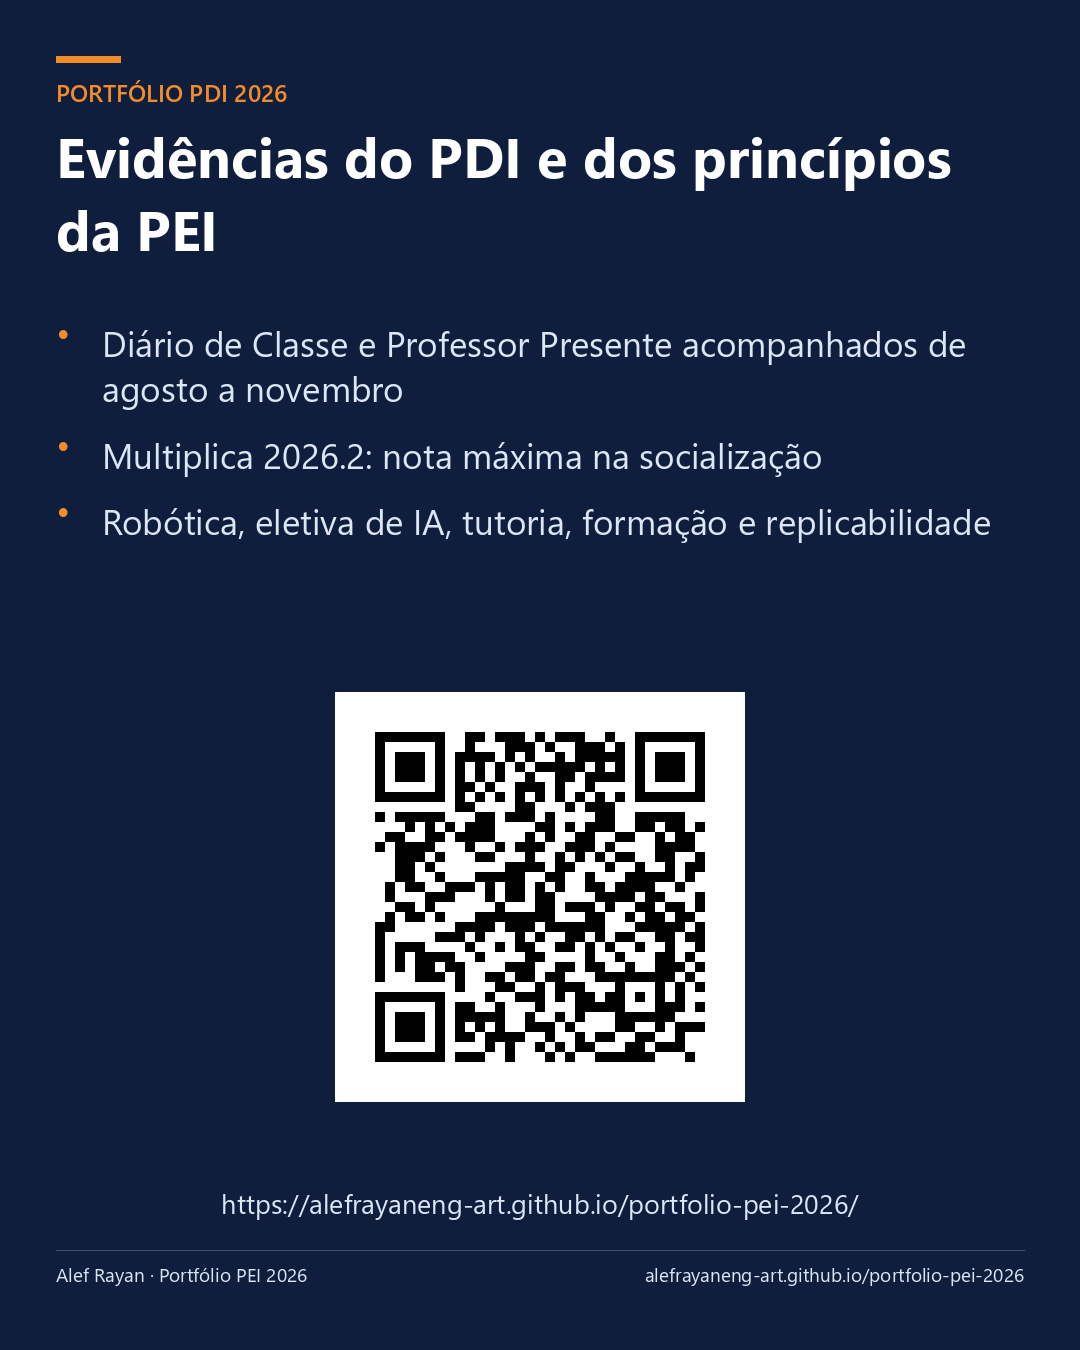 PORTFÓLIO PDI 2026
Evidências do PDI e dos princípios
da PEI
• Diário de Classe e Professor Presente acompanhados de
agosto a novembro
• Multiplica 2026.2: nota máxima na socialização
• Robótica, eletiva de IA, tutoria, formação e replicabilidade
https://alefrayaneng-art.github.io/portfolio-pei-2026/
Alef Rayan · Portfólio PEI 2026
alefrayaneng-art.github.io/portfolio-pei-2026